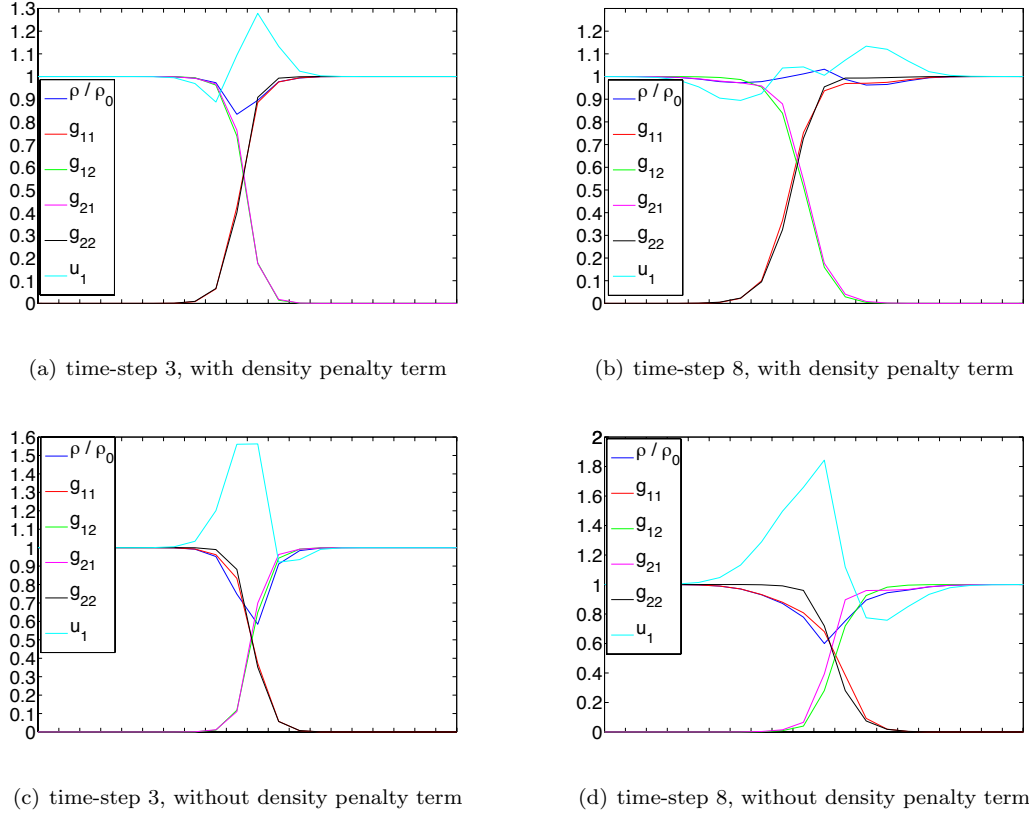 1.3
1.2
1.1
1
0.9
0.8
0.7
0.6
0.5
0.4
0.3
0.2
0.1
0
ρ / ρ0
g11
g12
g21
g22
u1
(a) time-step 3, with density penalty term
1.2
1.1
1
0.9
0.8
0.7
0.6
0.5
0.4
0.3
0.2
0.1
0
ρ / ρ0
g11
g12
g21
g22
u1
(b) time-step 8, with density penalty term
1.6
1.5
1.4
1.3
1.2
1.1
1
0.9
0.8
0.7
0.6
0.5
0.4
0.3
0.2
0.1
0
ρ / ρ0
g11
g12
g21
g22
u1
(c) time-step 3, without density penalty term
2
1.8
1.6
1.4
1.2
1
0.8
0.6
0.4
0.2
0
ρ / ρ0
g11
g12
g21
g22
u1
(d) time-step 8, without density penalty term